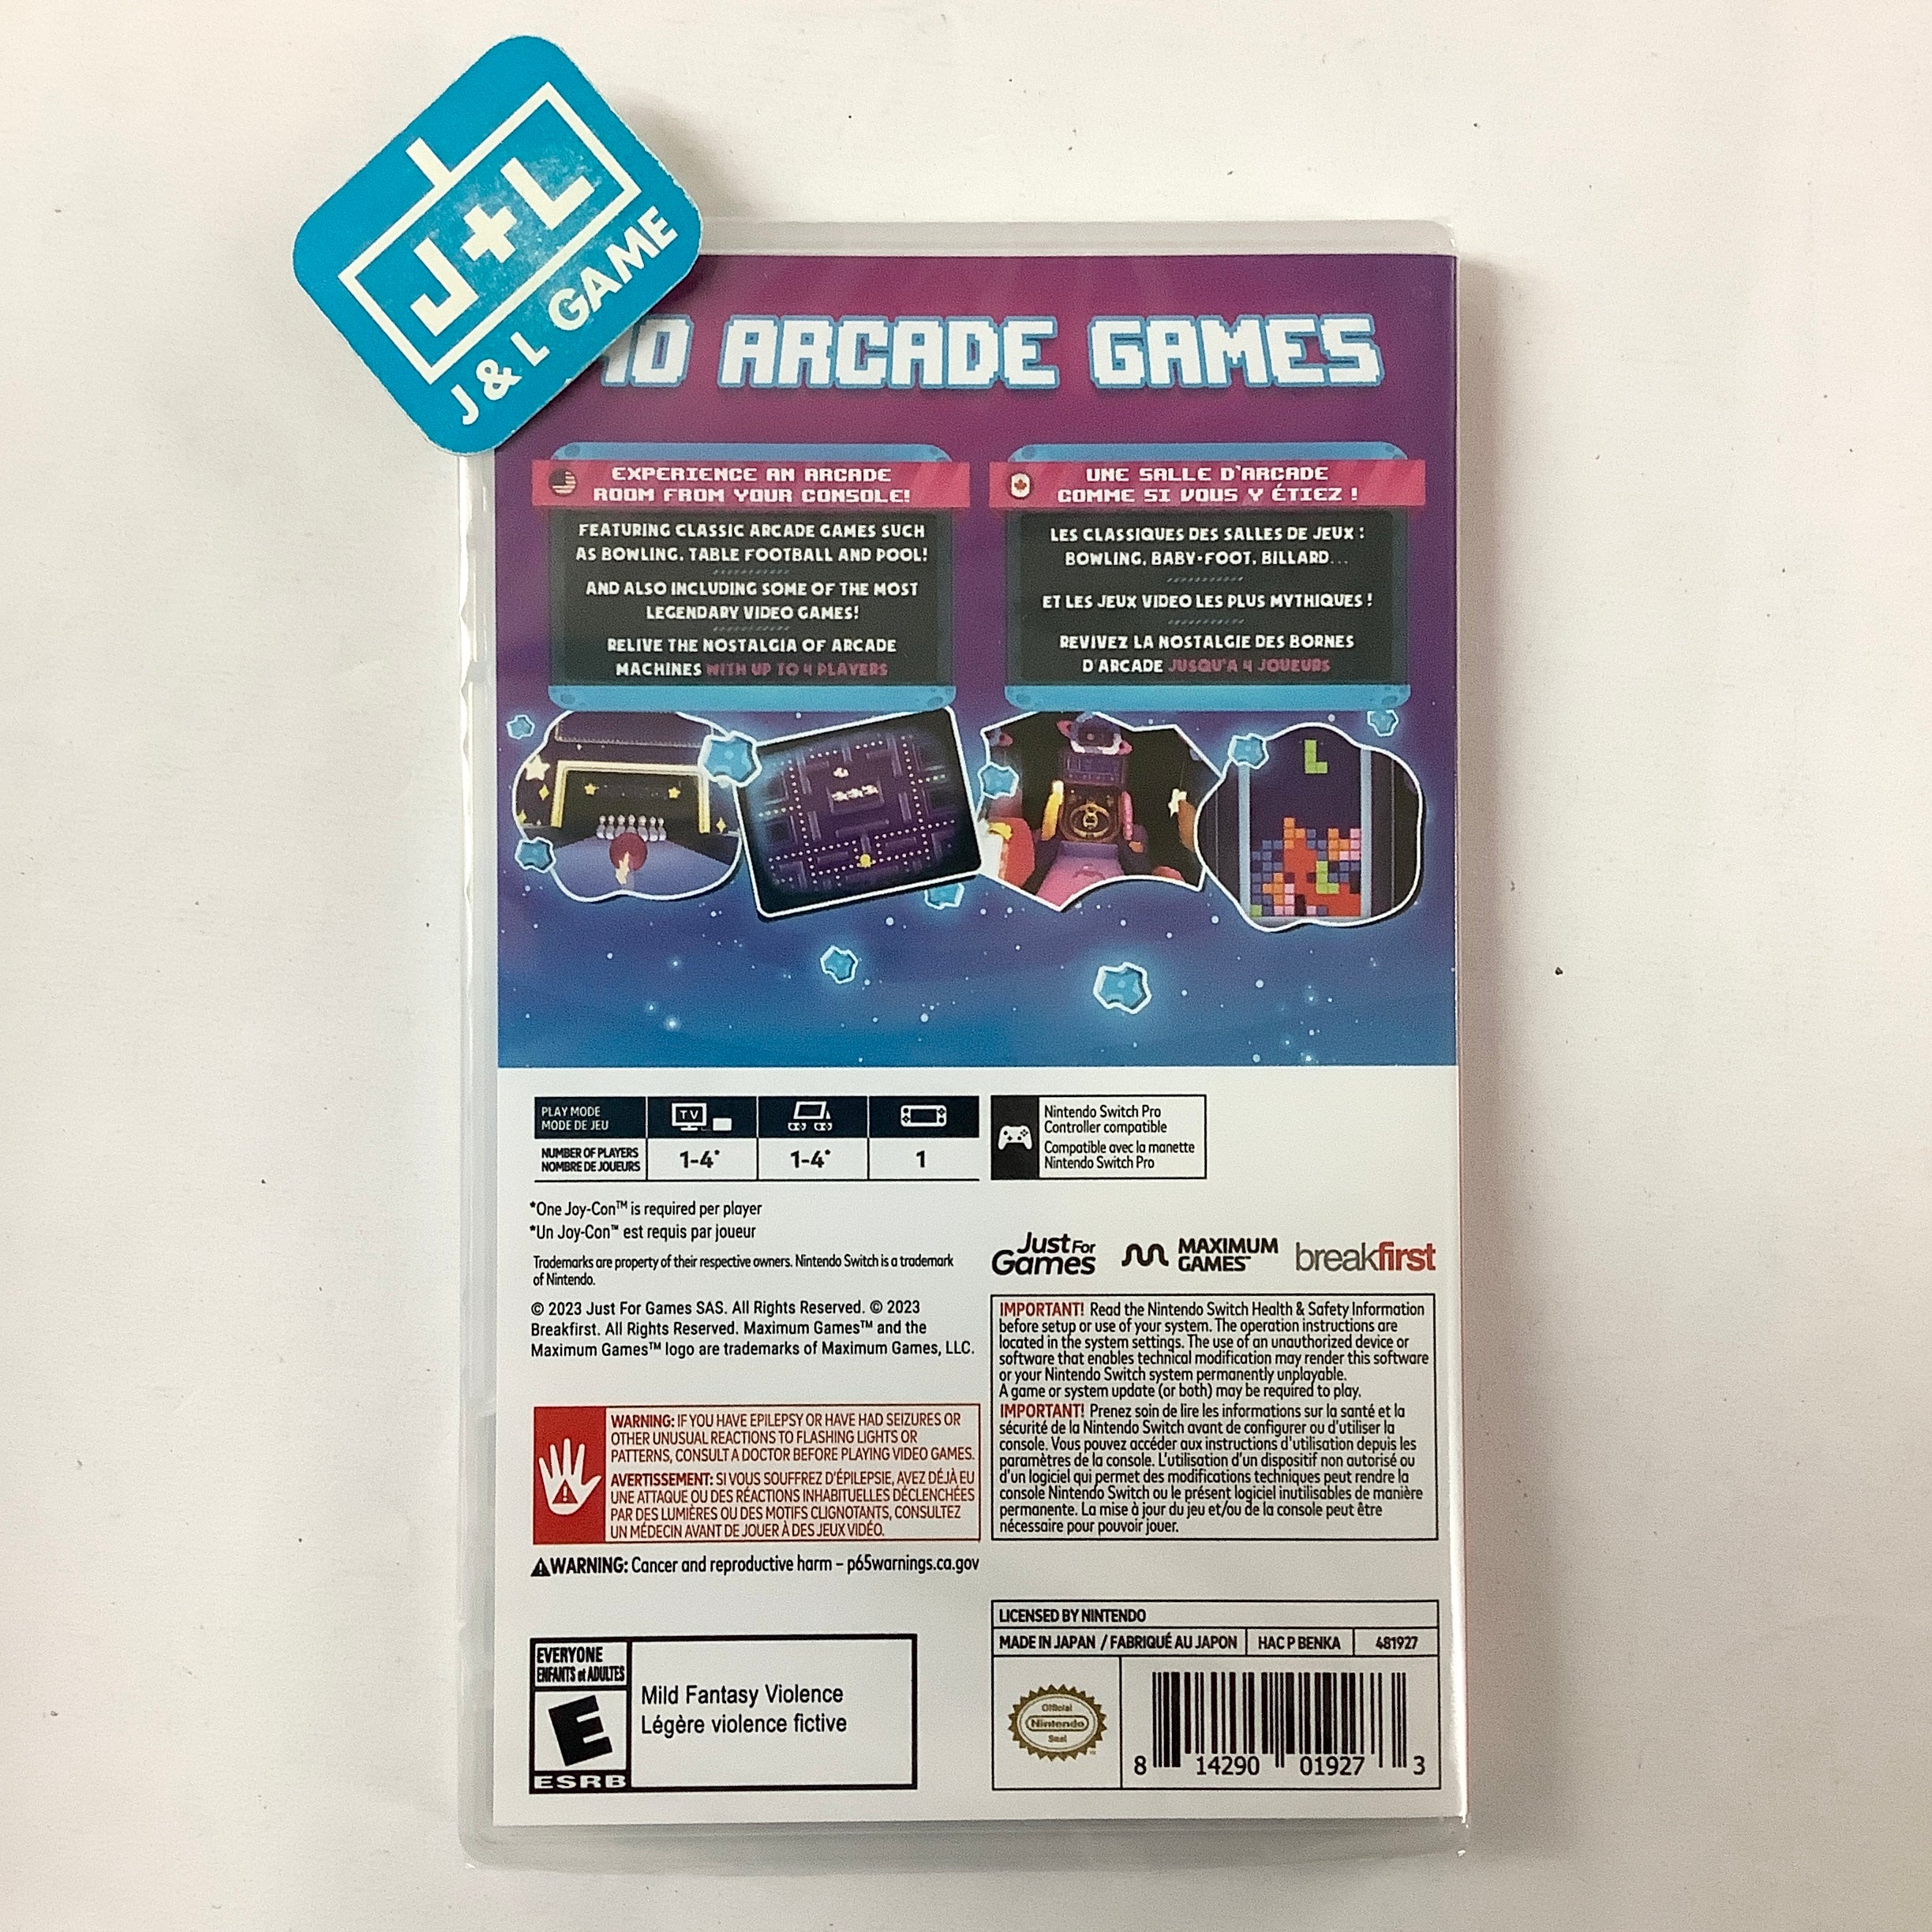 J+L
J & L GAME
10 ARCADE GAMES
EXPERIENCE AN ARCADE
ROOM FROM YOUR CONSOLE!
FEATURING CLASSIC ARCADE GAMES SUCH
AS BOWLING, TABLE FOOTBALL AND POOL!
AND ALSO INCLUDING SOME OF THE MOST
LEGENDARY VIDEO GAMES!
RELIVE THE NOSTALGIA OF ARCADE
MACHINES WITH UP TO 4 PLAYERS
UNE SALLE D'ARCADE
COMME SI VOUS Y ÉTIEZ !
LES CLASSIQUES DES SALLES DE JEUX :
BOWLING, BABY-FOOT, BILLARD...
ET LES JEUX VIDEO LES PLUS MYTHIQUES !
REVIVEZ LA NOSTALGIE DES BORNES
D'ARCADE JUSQU'A 4 JOUEURS
PLAY MODE
MODE DE JEU
TV
NUMBER OF PLAYERS
NOMBRE DE JOUEURS
1-4*
1-4*
1
Nintendo Switch Pro
Controller compatible
Compatible avec la manette
Nintendo Switch Pro
*One Joy-Con™ is required per player
*Un Joy-Con™ est requis par joueur
Trademarks are property of their respective owners. Nintendo Switch is a trademark
of Nintendo.
© 2023 Just For Games SAS. All Rights Reserved. © 2023
Breakfirst. All Rights Reserved. Maximum Games™ and the
Maximum Games™ logo are trademarks of Maximum Games, LLC.
Just For
Games
MAXIMUM
GAMES™
breakfirst
IMPORTANT! Read the Nintendo Switch Health & Safety Information
before setup or use of your system. The operation instructions are
located in the system settings. The use of an unauthorized device or
software that enables technical modification may render this software
or your Nintendo Switch system permanently unplayable.
A game or system update (or both) may be required to play.
IMPORTANT! Prenez soin de lire les informations sur la santé et la
sécurité de la Nintendo Switch avant de configurer ou d'utiliser la
console. Vous pouvez accéder aux instructions d'utilisation depuis les
paramètres de la console. L'utilisation d'un dispositif non autorisé ou
d'un logiciel qui permet des modifications techniques peut rendre la
console Nintendo Switch ou le présent logiciel inutilisables de manière
permanente. La mise à jour du jeu et/ou de la console peut être
nécessaire pour pouvoir jouer.
WARNING: IF YOU HAVE EPILEPSY OR HAVE HAD SEIZURES OR
OTHER UNUSUAL REACTIONS TO FLASHING LIGHTS OR
PATTERNS, CONSULT A DOCTOR BEFORE PLAYING VIDEO GAMES.
AVERTISSEMENT: SI VOUS SOUFFREZ D'ÉPILEPSIE, AVEZ DÉJÀ EU
UNE ATTAQUE OU DES RÉACTIONS INHABITUELLES DÉCLENCHÉES
PAR DES LUMIÈRES OU DES MOTIFS CLIGNOTANTS, CONSULTEZ
UN MÉDECIN AVANT DE JOUER À DES JEUX VIDÉO.
WARNING: Cancer and reproductive harm – p65warnings.ca.gov
EVERYONE
ENFANTS et ADULTES
E
ESRB
Mild Fantasy Violence
Légère violence fictive
LICENSED BY NINTENDO
MADE IN JAPAN / FABRIQUÉ AU JAPON
HAC P BENKA
481927
Official
Nintendo
Seal
8 14290 01927 3